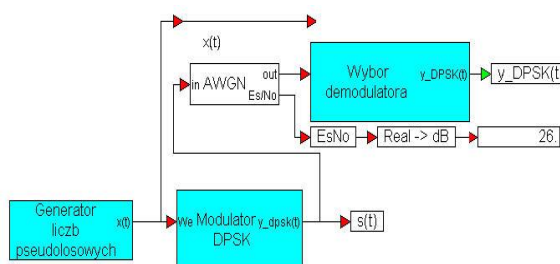 x(t)
in AWGN
out
Es/No
Wybor
demodulatora
y_DPSK(t)
y_DPSK(t
EsNo
Real -> dB
26.
Generator
liczb
pseudolosowych
x(t)
We Modulator
DPSK
y_dpsk(t)
s(t)